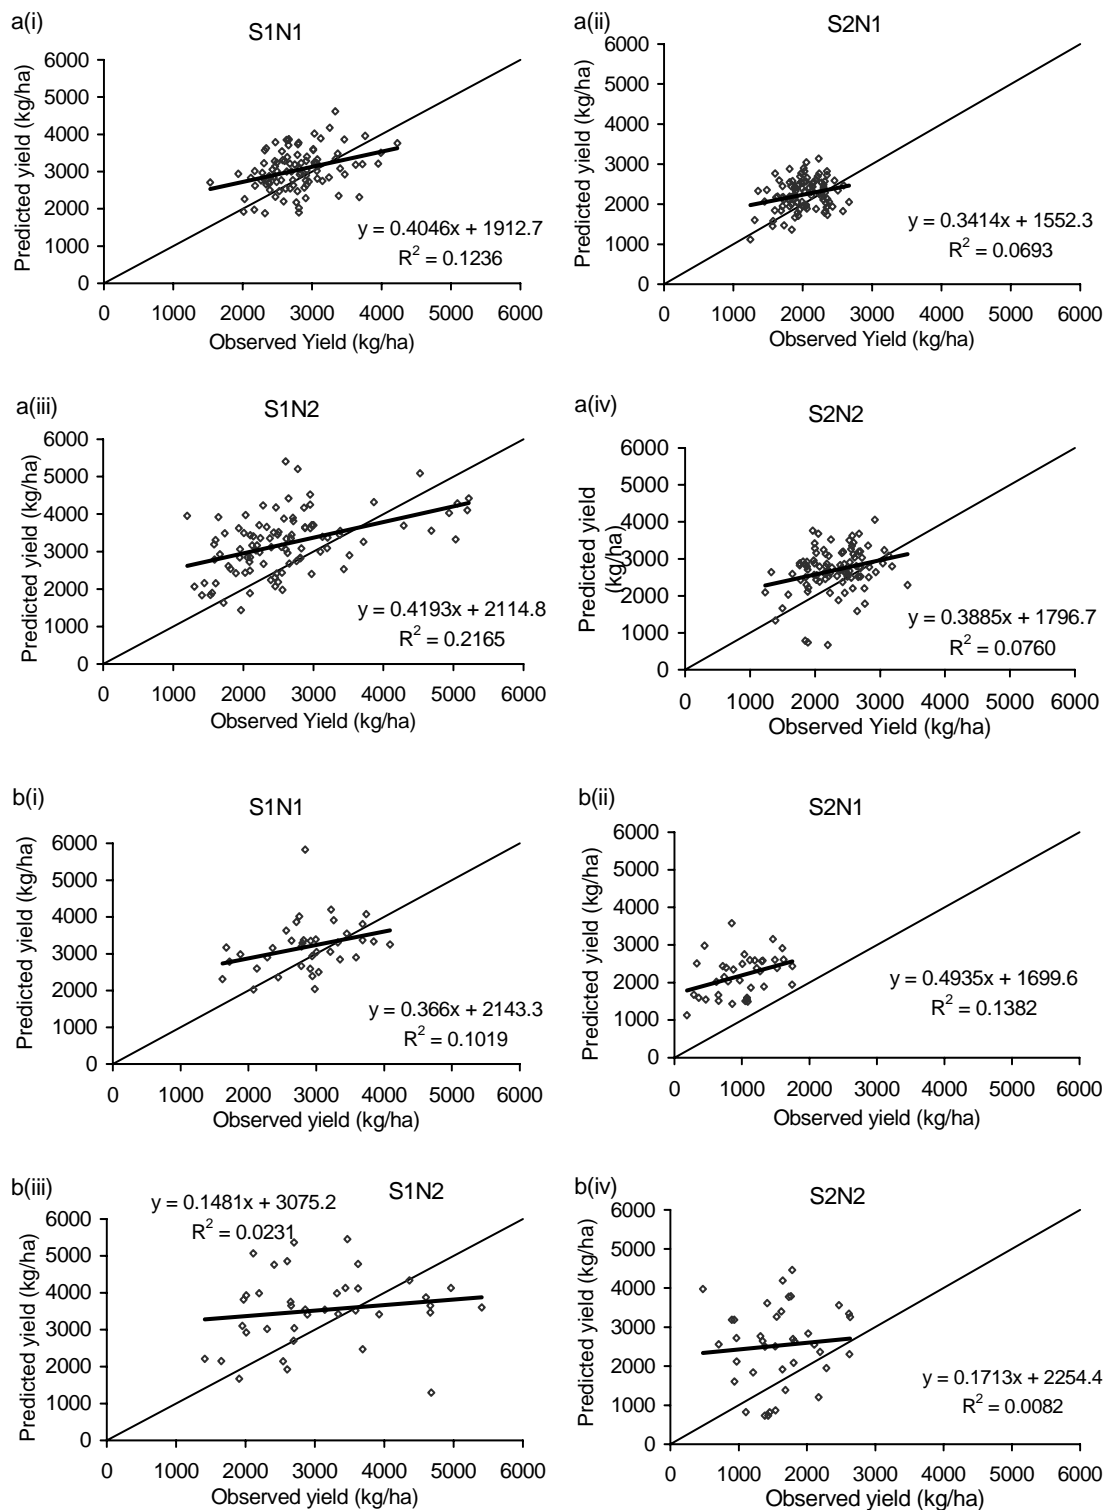 a(i)
S1N1
Predicted yield (kg/ha)
6000
5000
4000
3000
2000
1000
0
y = 0.4046x + 1912.7
R² = 0.1236
0 1000 2000 3000 4000 5000 6000
Observed Yield (kg/ha)
a(ii)
S2N1
Predicted yield (kg/ha)
6000
5000
4000
3000
2000
1000
0
y = 0.3414x + 1552.3
R² = 0.0693
0 1000 2000 3000 4000 5000 6000
Observed Yield (kg/ha)
a(iii)
S1N2
Predicted yield (kg/ha)
6000
5000
4000
3000
2000
1000
0
y = 0.4193x + 2114.8
R² = 0.2165
0 1000 2000 3000 4000 5000 6000
Observed Yield (kg/ha)
a(iv)
S2N2
Predicted yield
(kg/ha)
6000
5000
4000
3000
2000
1000
0
y = 0.3885x + 1796.7
R² = 0.0760
0 1000 2000 3000 4000 5000 6000
Observed Yield (kg/ha)
b(i)
S1N1
Predicted yield (kg/ha)
6000
5000
4000
3000
2000
1000
0
y = 0.366x + 2143.3
R² = 0.1019
0 1000 2000 3000 4000 5000 6000
Observed yield (kg/ha)
b(ii)
S2N1
Predicted yield (kg/ha)
6000
5000
4000
3000
2000
1000
0
y = 0.4935x + 1699.6
R² = 0.1382
0 1000 2000 3000 4000 5000 6000
Observed yield (kg/ha)
b(iii)
y = 0.1481x + 3075.2
R² = 0.0231
S1N2
Predicted yield (kg/ha)
6000
5000
4000
3000
2000
1000
0
0 1000 2000 3000 4000 5000 6000
Observed yield (kg/ha)
b(iv)
S2N2
Predicted yield (kg/ha)
6000
5000
4000
3000
2000
1000
0
y = 0.1713x + 2254.4
R² = 0.0082
0 1000 2000 3000 4000 5000 6000
Observed yield (kg/ha)